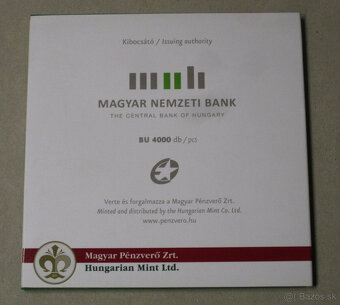 Kibocsátó / Issuing authority
MAGYAR NEMZETI BANK
THE CENTRAL BANK OF HUNGARY
BU 4000 db / pcs
Verte és forgalmazza a Magyar Pénzverő Zrt.
Minted and distributed by the Hungarian Mint Co. Ltd.
www.penzvero.hu
Magyar Pénzverő Zrt.
Hungarian Mint Ltd.
Bazos.sk